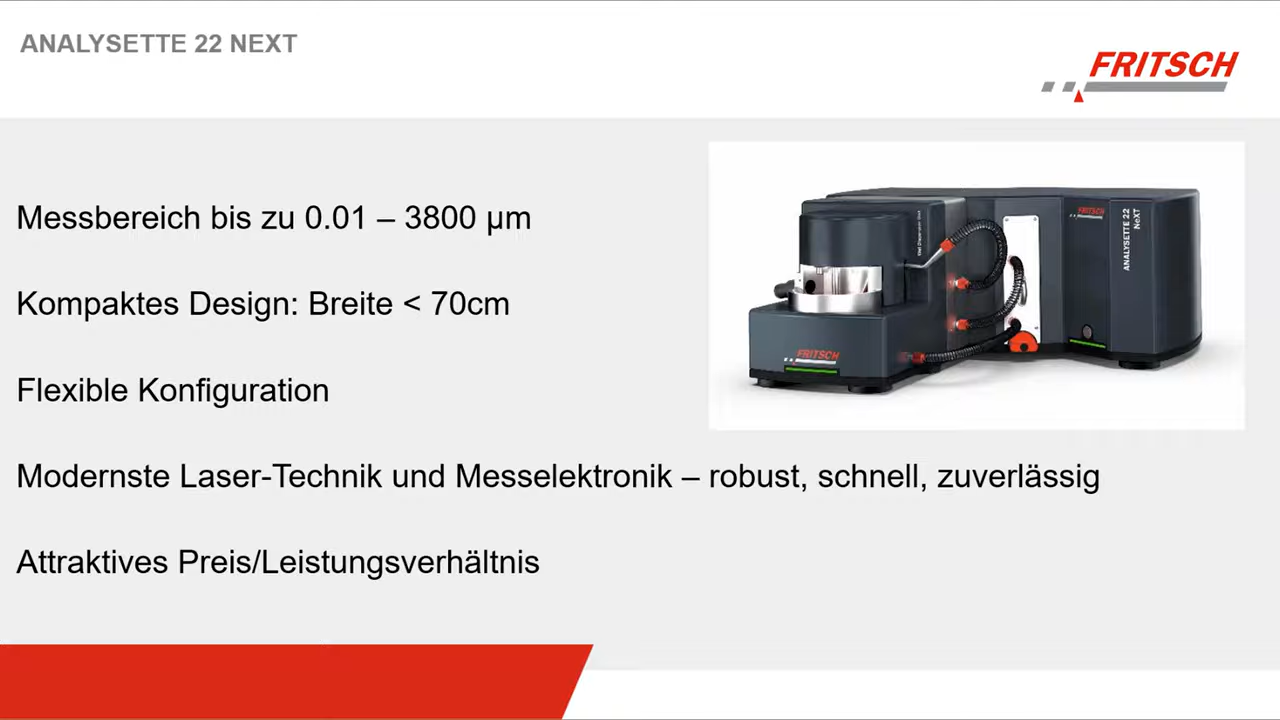 ANALYSETTE 22 NEXT
FRITSCH
Messbereich bis zu 0.01 – 3800 µm
Kompaktes Design: Breite < 70cm
Flexible Konfiguration
Modernste Laser-Technik und Messelektronik – robust, schnell, zuverlässig
Attraktives Preis/Leistungsverhältnis
FRITSCH
ANALYSETTE 22
NeXT
FRITSCH